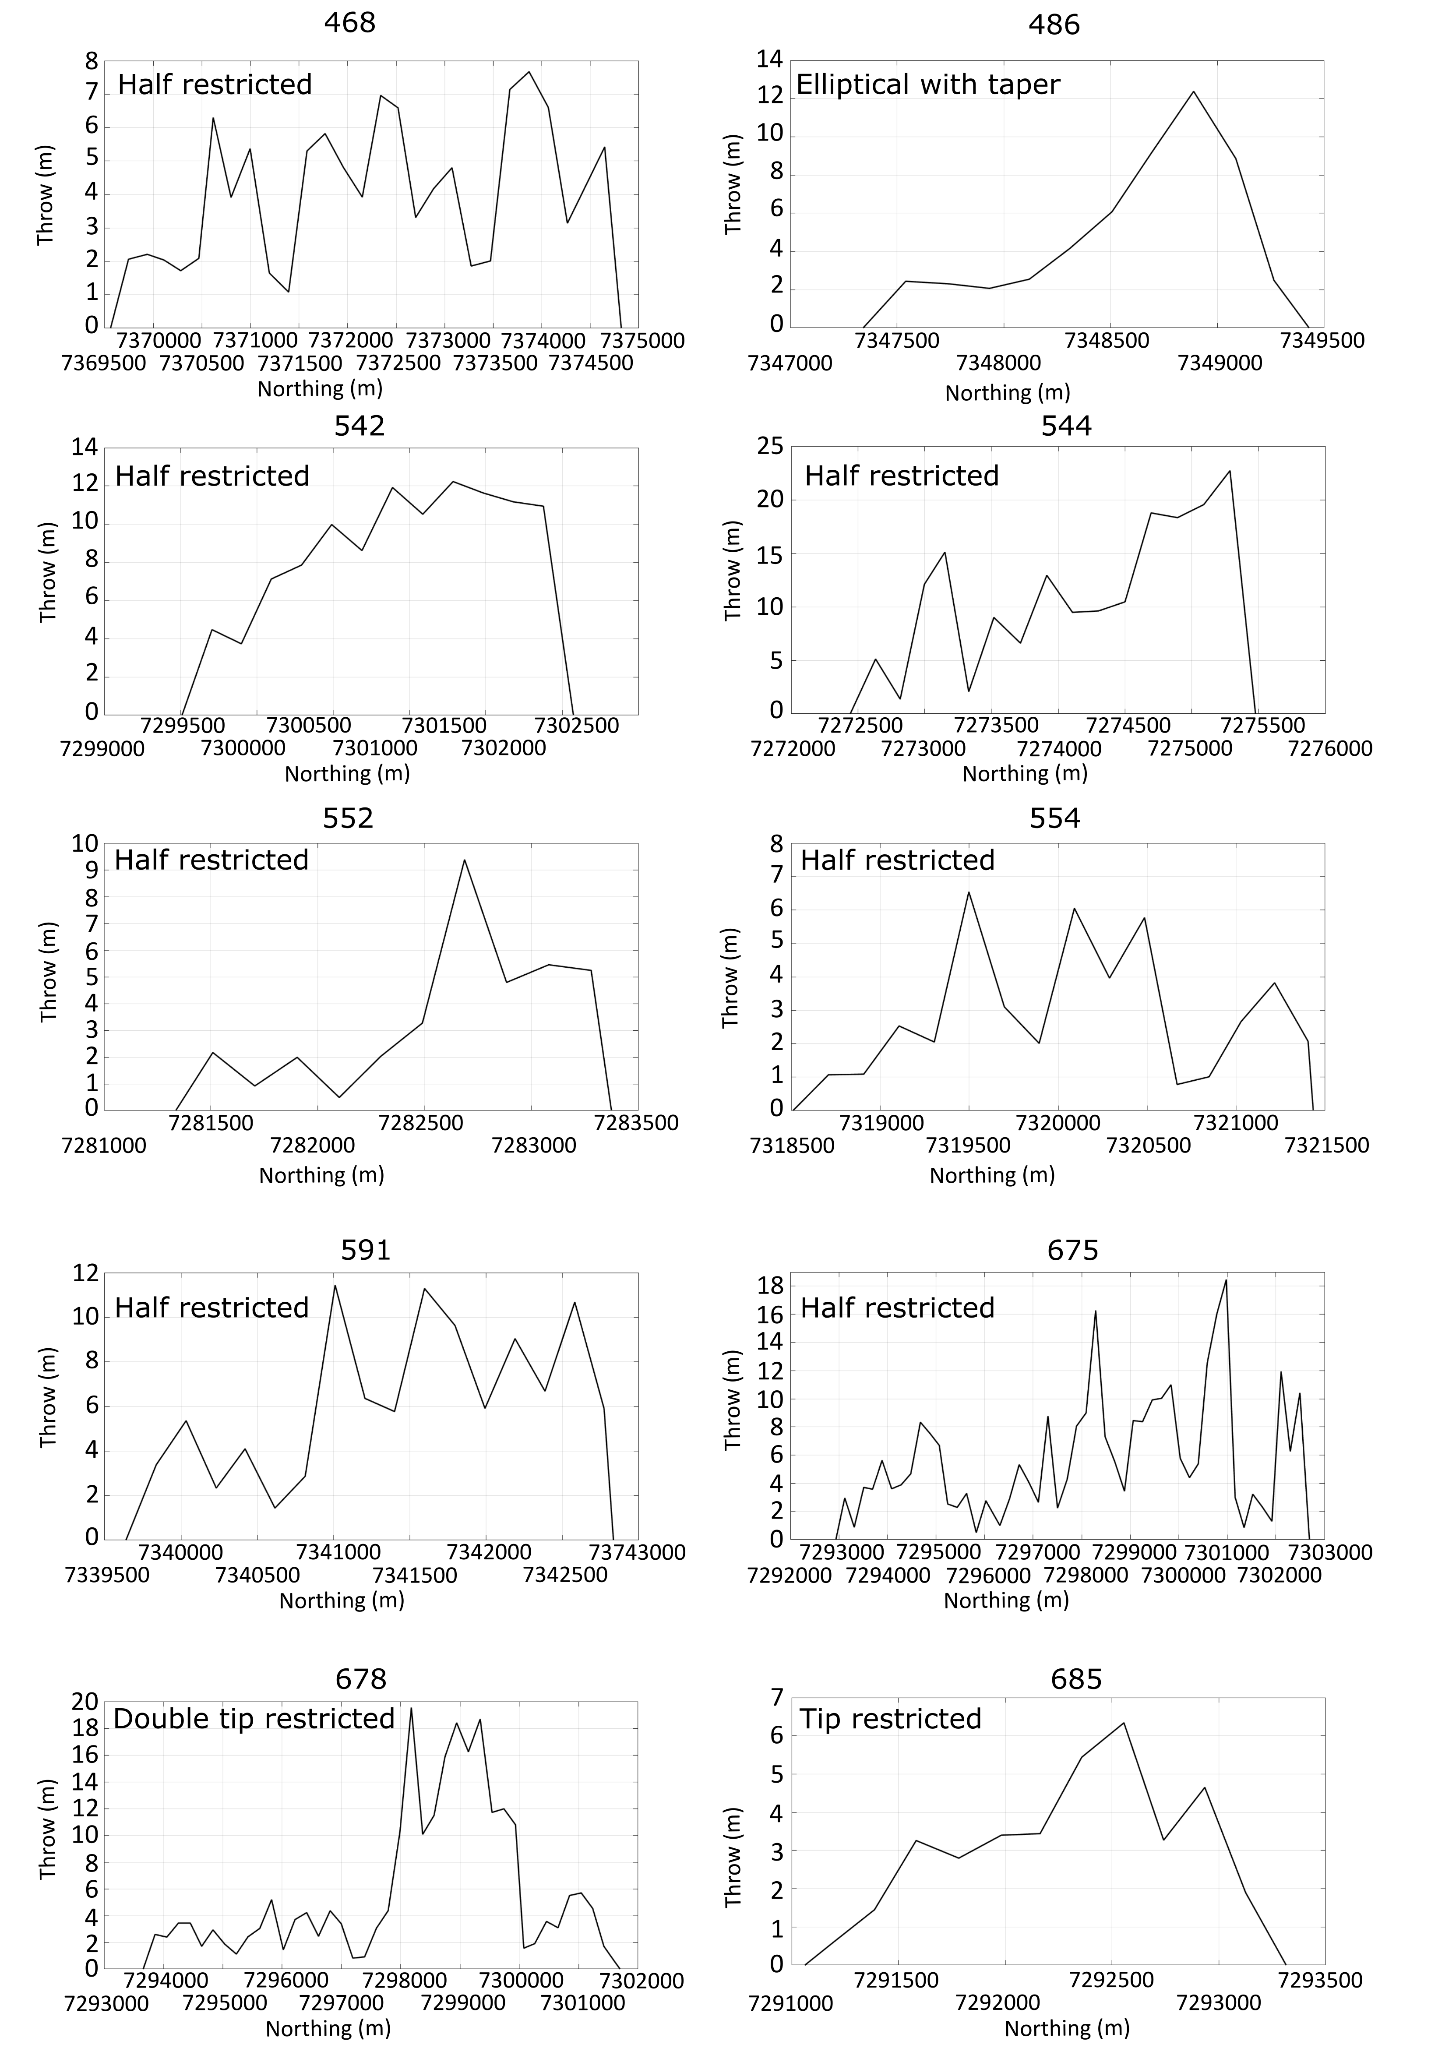 468
Half restricted
Throw (m)
8
7
6
5
4
3
2
1
0
7370000 7371000 7372000 7373000 7374000 7375000
7369500 7370500 7371500 7372500 7373500 7374500
Northing (m)
486
Elliptical with taper
Throw (m)
14
12
10
8
6
4
2
0
7347500 7348500 7349500
7347000 7348000 7349000
Northing (m)
542
Half restricted
Throw (m)
14
12
10
8
6
4
2
0
7299500 7300500 7301500 7302500
7299000 7300000 7301000 7302000
Northing (m)
544
Half restricted
Throw (m)
25
20
15
10
5
0
7272500 7273500 7274500 7275500
7272000 7273000 7274000 7275000 7276000
Northing (m)
552
Half restricted
Throw (m)
10
9
8
7
6
5
4
3
2
1
0
7281500 7282500 7283500
7281000 7282000 7283000
Northing (m)
554
Half restricted
Throw (m)
8
7
6
5
4
3
2
1
0
7319000 7320000 7321000
7318500 7319500 7320500 7321500
Northing (m)
591
Half restricted
Throw (m)
12
10
8
6
4
2
0
7340000 7341000 7342000 73743000
7339500 7340500 7341500 7342500
Northing (m)
675
Half restricted
Throw (m)
18
16
14
12
10
8
6
4
2
0
7293000 7295000 7297000 7299000 7301000 7303000
7292000 7294000 7296000 7298000 7300000 7302000
Northing (m)
678
Double tip restricted
Throw (m)
20
18
16
14
12
10
8
6
4
2
0
7294000 7296000 7298000 7300000 7302000
7293000 7295000 7297000 7299000 7301000
Northing (m)
685
Tip restricted
Throw (m)
7
6
5
4
3
2
1
0
7291500 7292500 7293500
7291000 7292000 7293000
Northing (m)